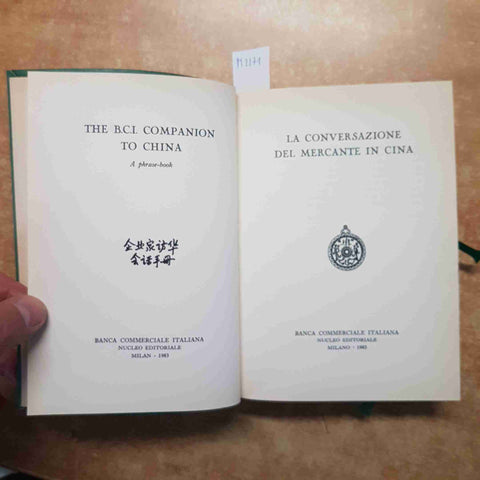 M1171
THE B.C.I. COMPANION
TO CHINA
A phrase-book
企业家访华
会话手册
BANCA COMMERCIALE ITALIANA
NUCLEO EDITORIALE
MILAN - 1983
LA CONVERSAZIONE
DEL MERCANTE IN CINA
BANCA COMMERCIALE ITALIANA
NUCLEO EDITORIALE
MILANO - 1983